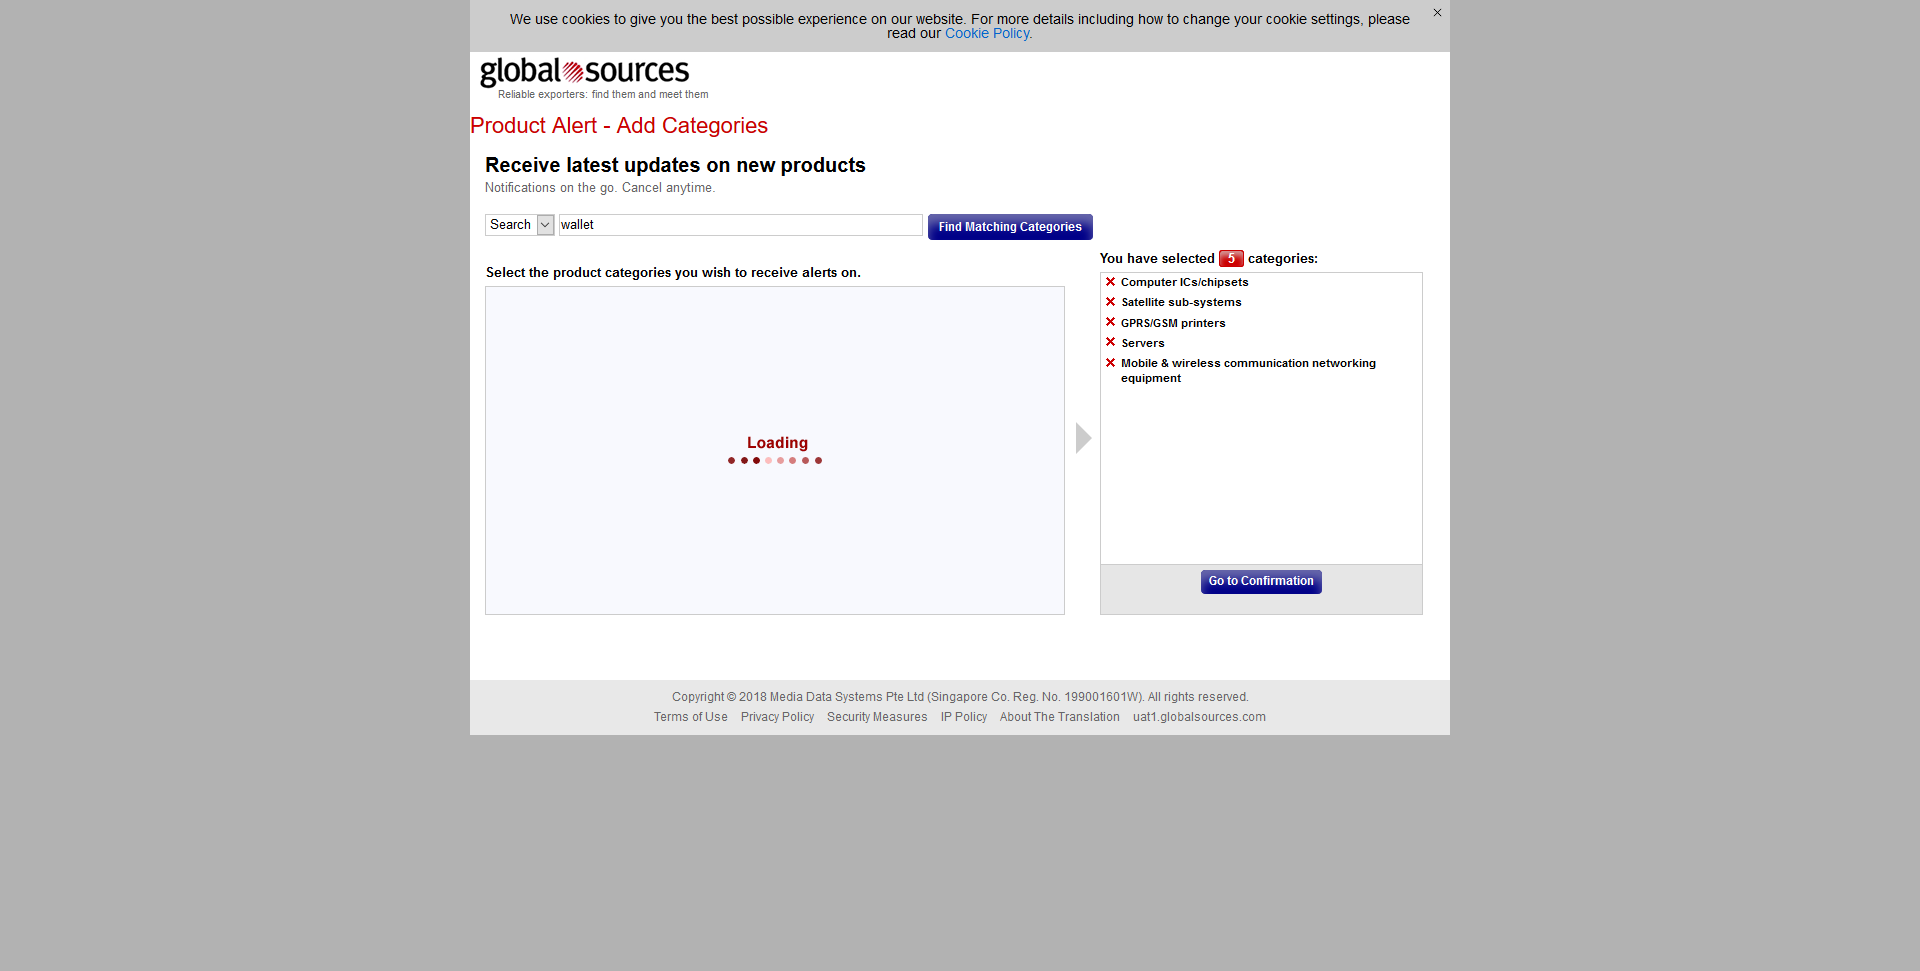 We use cookies to give you the best possible experience on our website. For more details including how to change your cookie settings, please
read our Cookie Policy.
global sources
Reliable exporters: find them and meet them
Product Alert - Add Categories
Receive latest updates on new products
Notifications on the go. Cancel anytime.
Search wallet Find Matching Categories
Select the product categories you wish to receive alerts on.
Loading
You have selected 5 categories:
Computer ICs/chipsets
Satellite sub-systems
GPRS/GSM printers
Servers
Mobile & wireless communication networking
equipment
Go to Confirmation
Copyright © 2018 Media Data Systems Pte Ltd (Singapore Co. Reg. No. 199001601W). All rights reserved.
Terms of Use Privacy Policy Security Measures IP Policy About The Translation uat1.globalsources.com